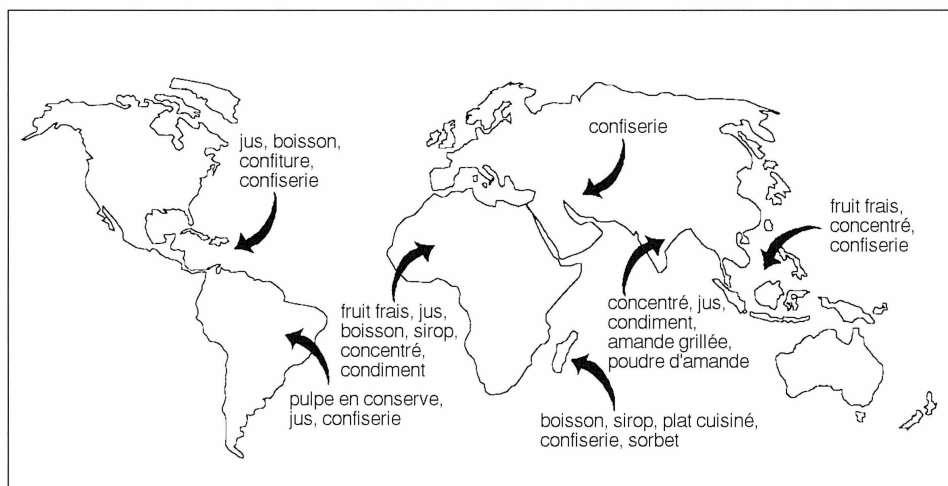 jus, boisson,
confiture,
confiserie
confiserie
fruit frais,
concentré,
confiserie
fruit frais, jus,
boisson, sirop,
concentré,
condiment
concentré, jus,
condiment,
amande grillée,
poudre d'amande
pulpe en conserve,
jus, confiserie
boisson, sirop, plat cuisiné,
confiserie, sorbet